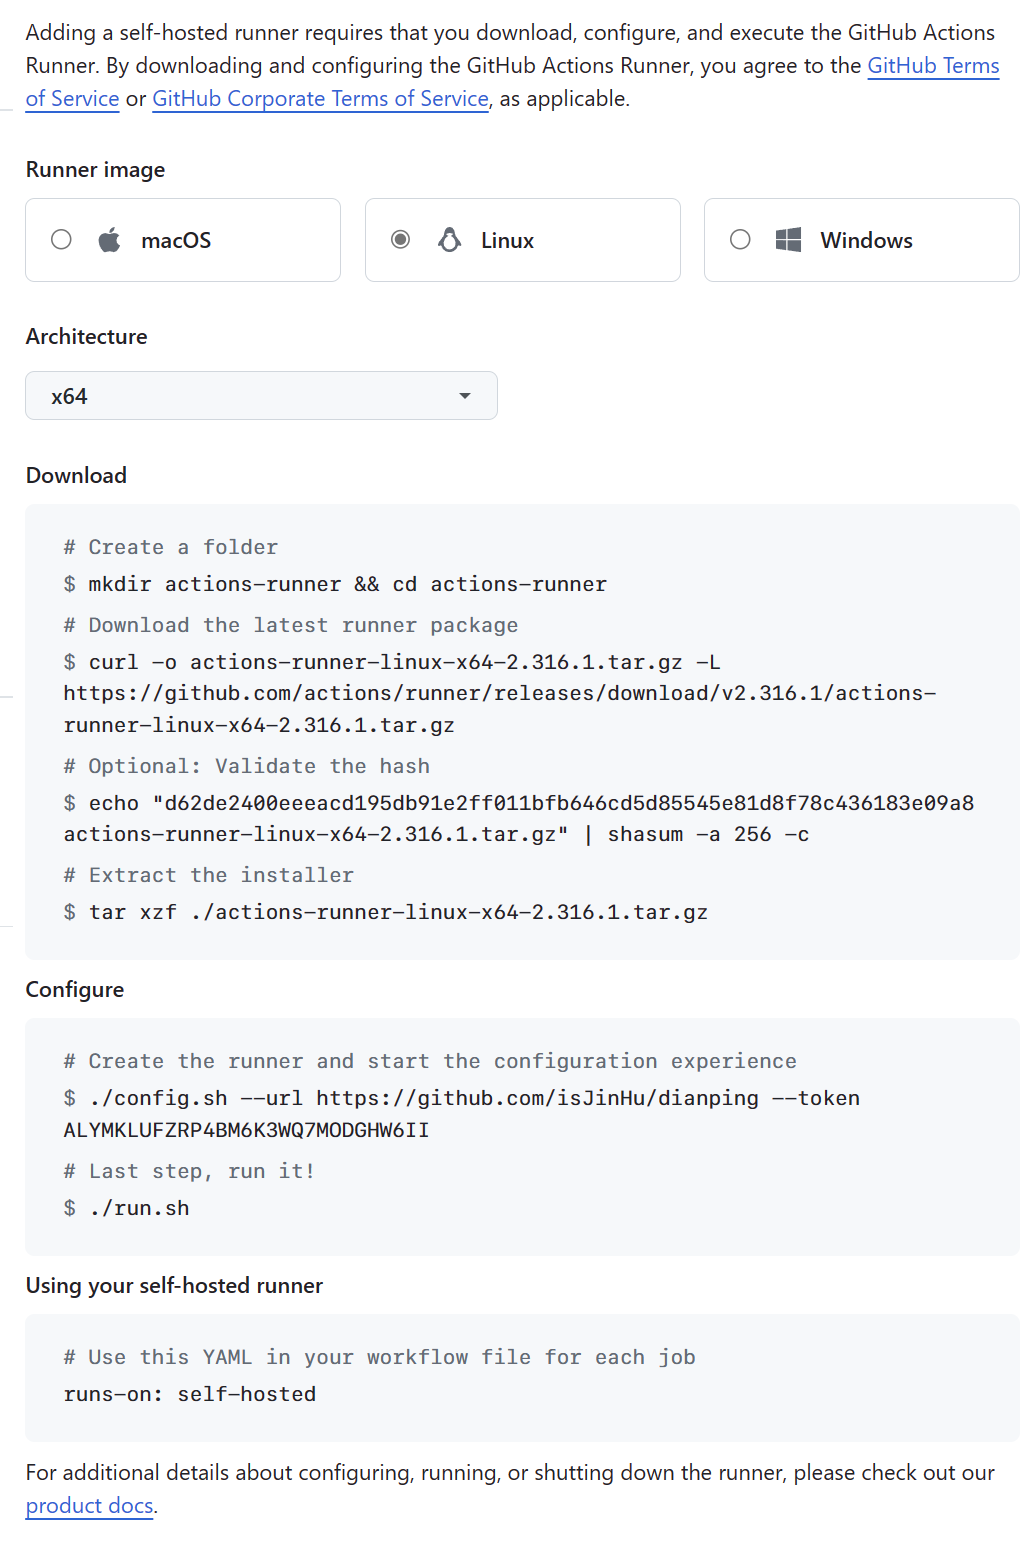 Adding a self-hosted runner requires that you download, configure, and execute the GitHub Actions
Runner. By downloading and configuring the GitHub Actions Runner, you agree to the GitHub Terms
of Service or GitHub Corporate Terms of Service, as applicable.
Runner image
macOS
Linux
Windows
Architecture
x64
Download
# Create a folder
$ mkdir actions-runner && cd actions-runner
# Download the latest runner package
$ curl -o actions-runner-linux-x64-2.316.1.tar.gz -L
https://github.com/actions/runner/releases/download/v2.316.1/actions-
runner-linux-x64-2.316.1.tar.gz
# Optional: Validate the hash
$ echo "d62de2400eeeacd195db91e2ff011bfb646cd5d85545e81d8f78c436183e09a8
actions-runner-linux-x64-2.316.1.tar.gz" | shasum -a 256 -c
# Extract the installer
$ tar xzf ./actions-runner-linux-x64-2.316.1.tar.gz
Configure
# Create the runner and start the configuration experience
$ ./config.sh --url https://github.com/isJinHu/dianping --token
ALYMKLUFZRP4BM6K3WQ7MODGHW6II
# Last step, run it!
$ ./run.sh
Using your self-hosted runner
# Use this YAML in your workflow file for each job
runs-on: self-hosted
For additional details about configuring, running, or shutting down the runner, please check out our
product docs.